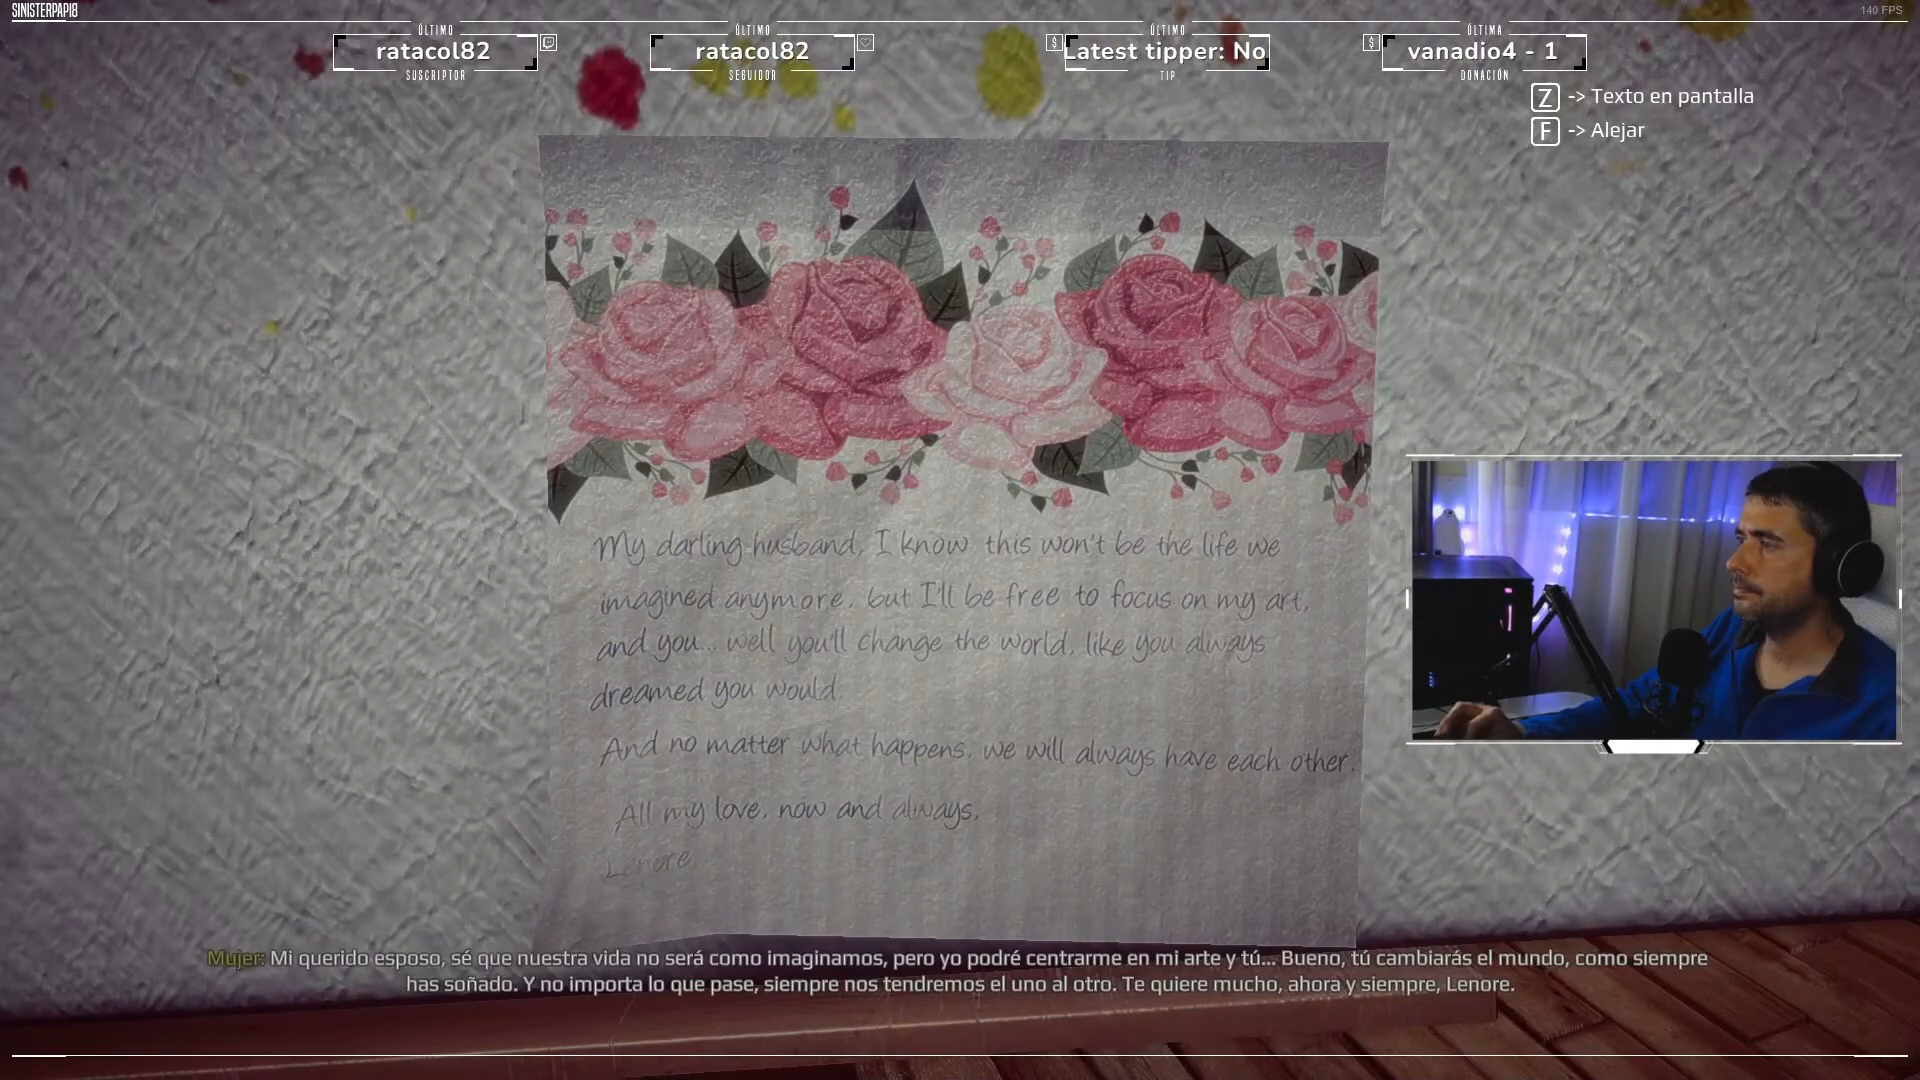 SINISTERPAPI8
140 FPS
ÚLTIMO
ratacol82
SUSCRIPTOR
ÚLTIMO
ratacol82
SEGUIDOR
ÚLTIMO
Latest tipper: No
TIP
ÚLTIMA
vanadio4 - 1
DONACIÓN
Z -> Texto en pantalla
F -> Alejar
My darling husband, I know this won't be the life we
imagined anymore, but I'll be free to focus on my art,
and you... well you'll change the world, like you always
dreamed you would.
And no matter what happens, we will always have each other.
All my love, now and always,
Lenore
Mujer: Mi querido esposo, sé que nuestra vida no será como imaginamos, pero yo podré centrarme en mi arte y tú... Bueno, tú cambiarás el mundo, como siempre
has soñado. Y no importa lo que pase, siempre nos tendremos el uno al otro. Te quiere mucho, ahora y siempre, Lenore.